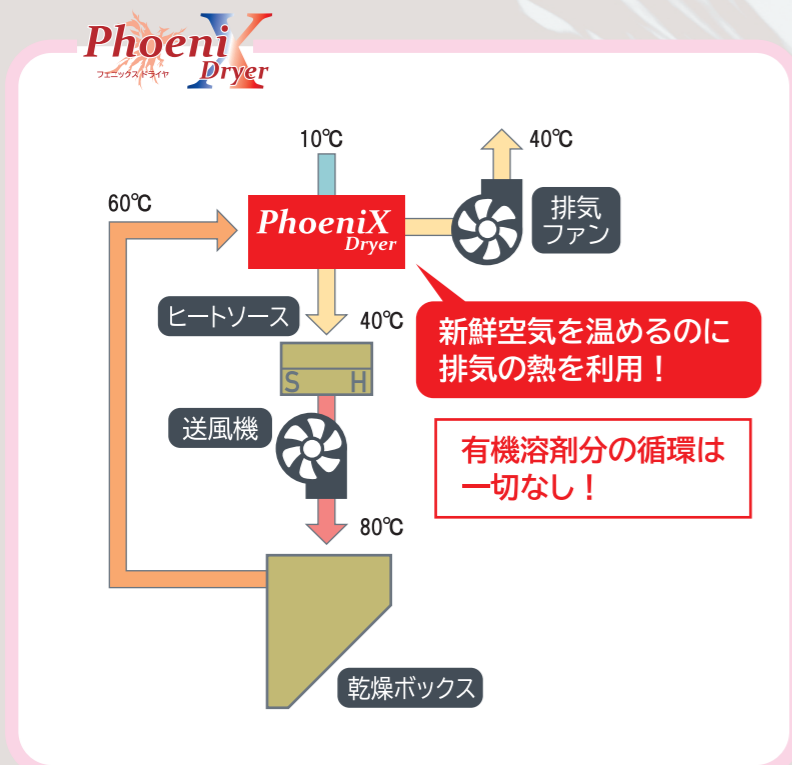 PhoeniX
フェニックス ドライヤ Dryer
10℃
40℃
60℃
PhoeniX
Dryer
排気
ファン
ヒートソース
40℃
新鮮空気を温めるのに
排気の熱を利用！
S H
送風機
有機溶剤分の循環は
一切なし！
80℃
乾燥ボックス